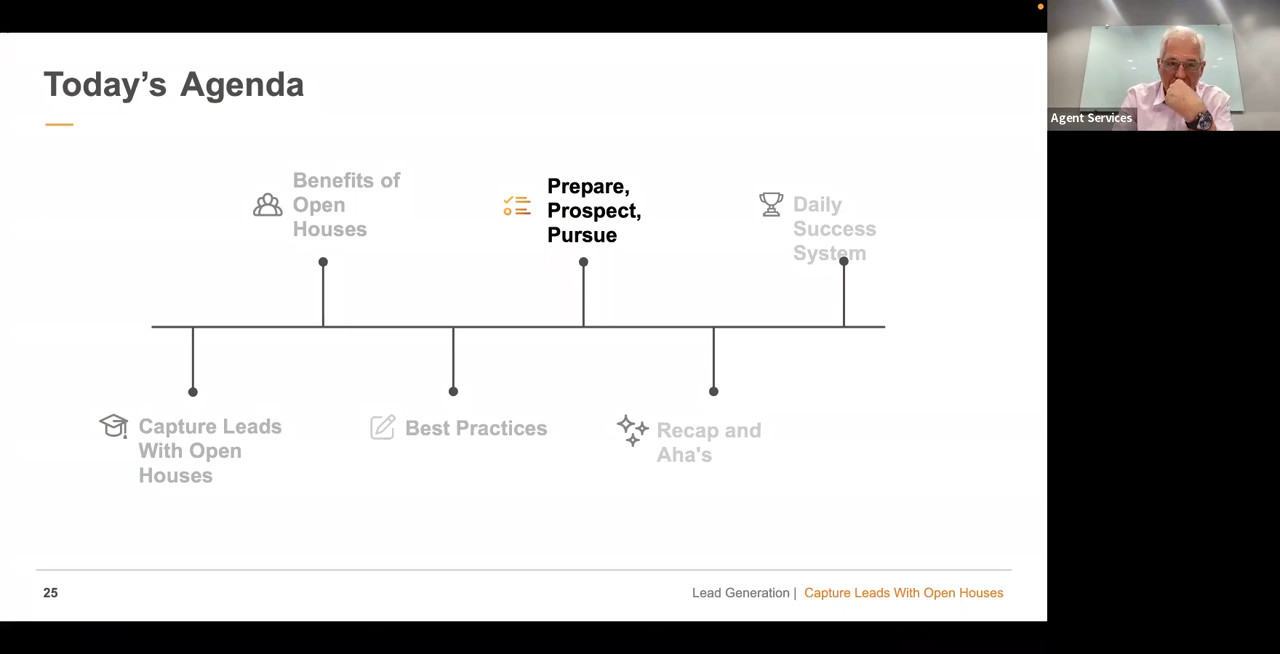 Today's Agenda
Agent Services
Benefits of
Open
Houses
Prepare,
Prospect,
Pursue
Daily
Success
System
Capture Leads
With Open
Houses
Best Practices
Recap and
Aha's
25
Lead Generation | Capture Leads With Open Houses